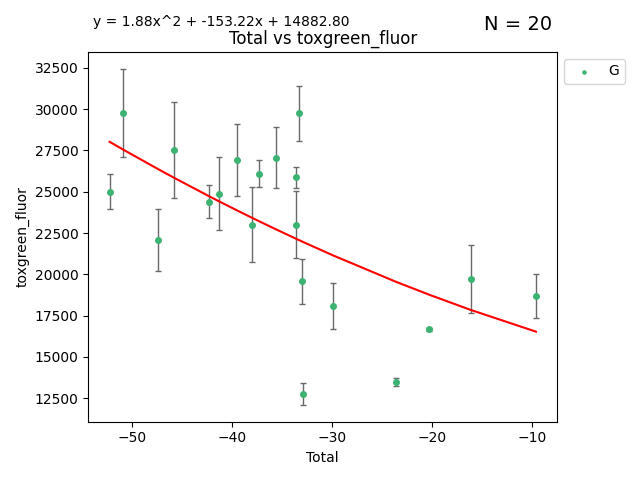 y = 1.88x^2 + -153.22x + 14882.80
N = 20
Total vs toxgreen_fluor
G
32500
30000
27500
25000
22500
20000
17500
15000
12500
toxgreen_fluor
−50
−40
−30
−20
−10
Total